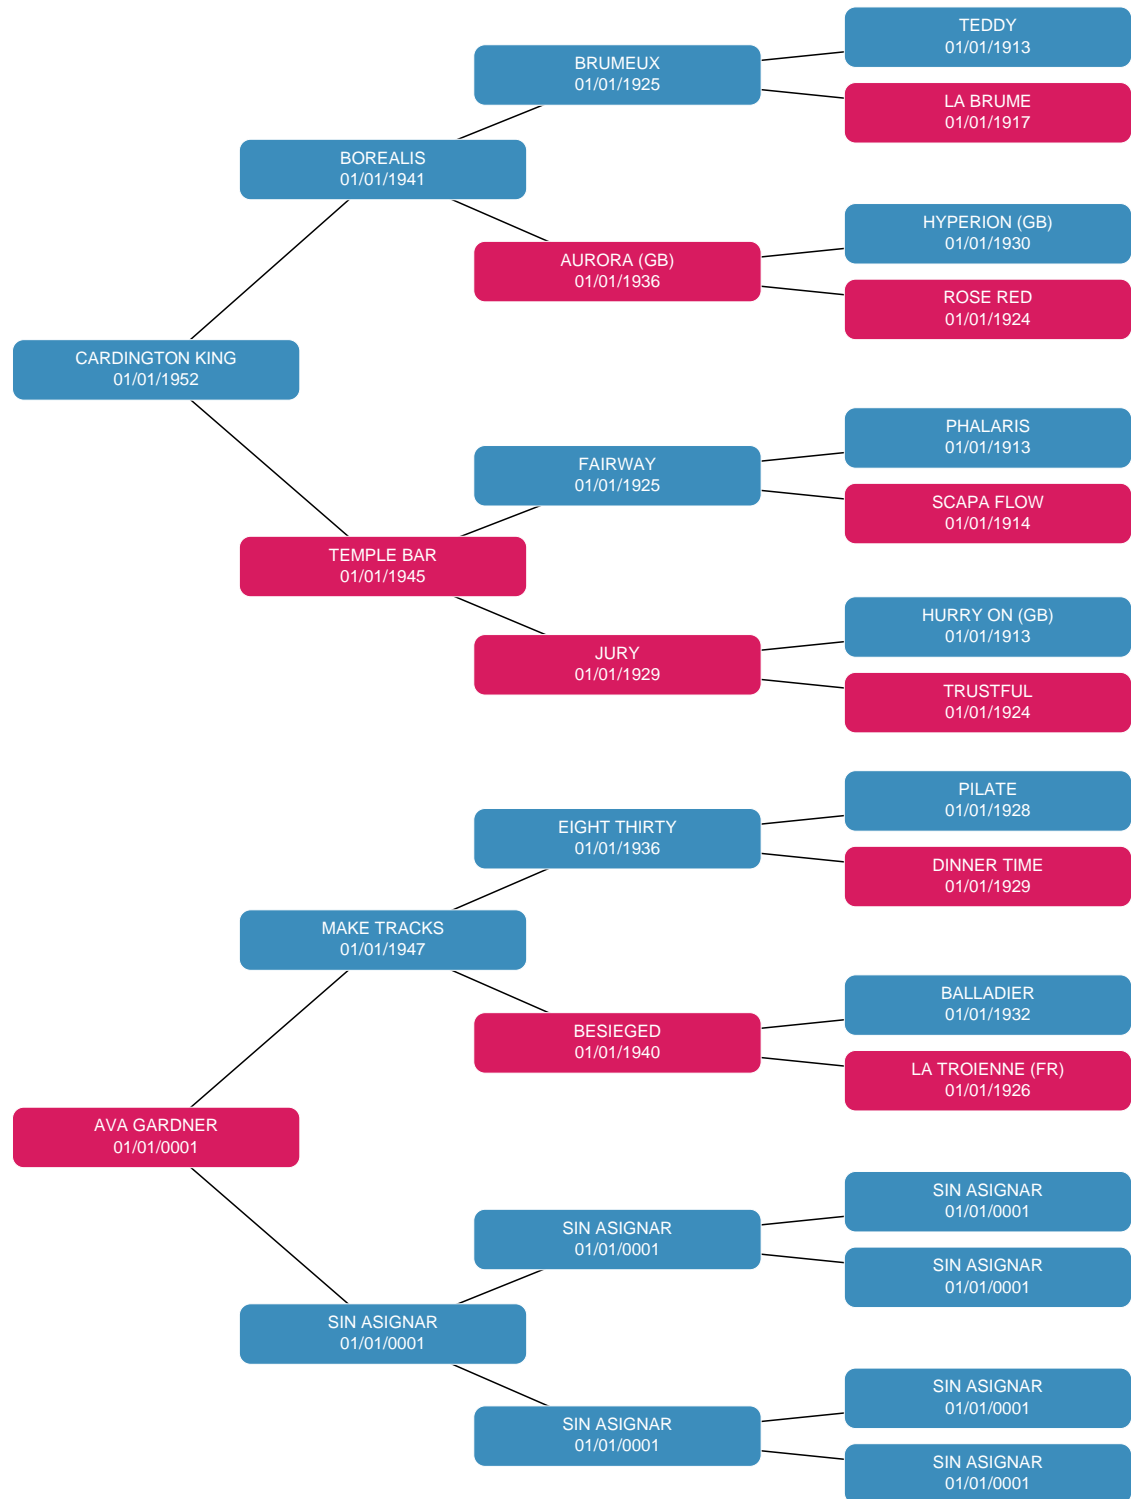 TEDDY
01/01/1913
BRUMEUX
01/01/1925
LA BRUME
01/01/1917
BOREALIS
01/01/1941
HYPERION (GB)
01/01/1930
AURORA (GB)
01/01/1936
ROSE RED
01/01/1924
CARDINGTON KING
01/01/1952
PHALARIS
01/01/1913
FAIRWAY
01/01/1925
SCAPA FLOW
01/01/1914
TEMPLE BAR
01/01/1945
HURRY ON (GB)
01/01/1913
JURY
01/01/1929
TRUSTFUL
01/01/1924
PILATE
01/01/1928
EIGHT THIRTY
01/01/1936
DINNER TIME
01/01/1929
MAKE TRACKS
01/01/1947
BALLADIER
01/01/1932
BESIEGED
01/01/1940
LA TROIENNE (FR)
01/01/1926
AVA GARDNER
01/01/0001
SIN ASIGNAR
01/01/0001
SIN ASIGNAR
01/01/0001
SIN ASIGNAR
01/01/0001
SIN ASIGNAR
01/01/0001
SIN ASIGNAR
01/01/0001
SIN ASIGNAR
01/01/0001
SIN ASIGNAR
01/01/0001